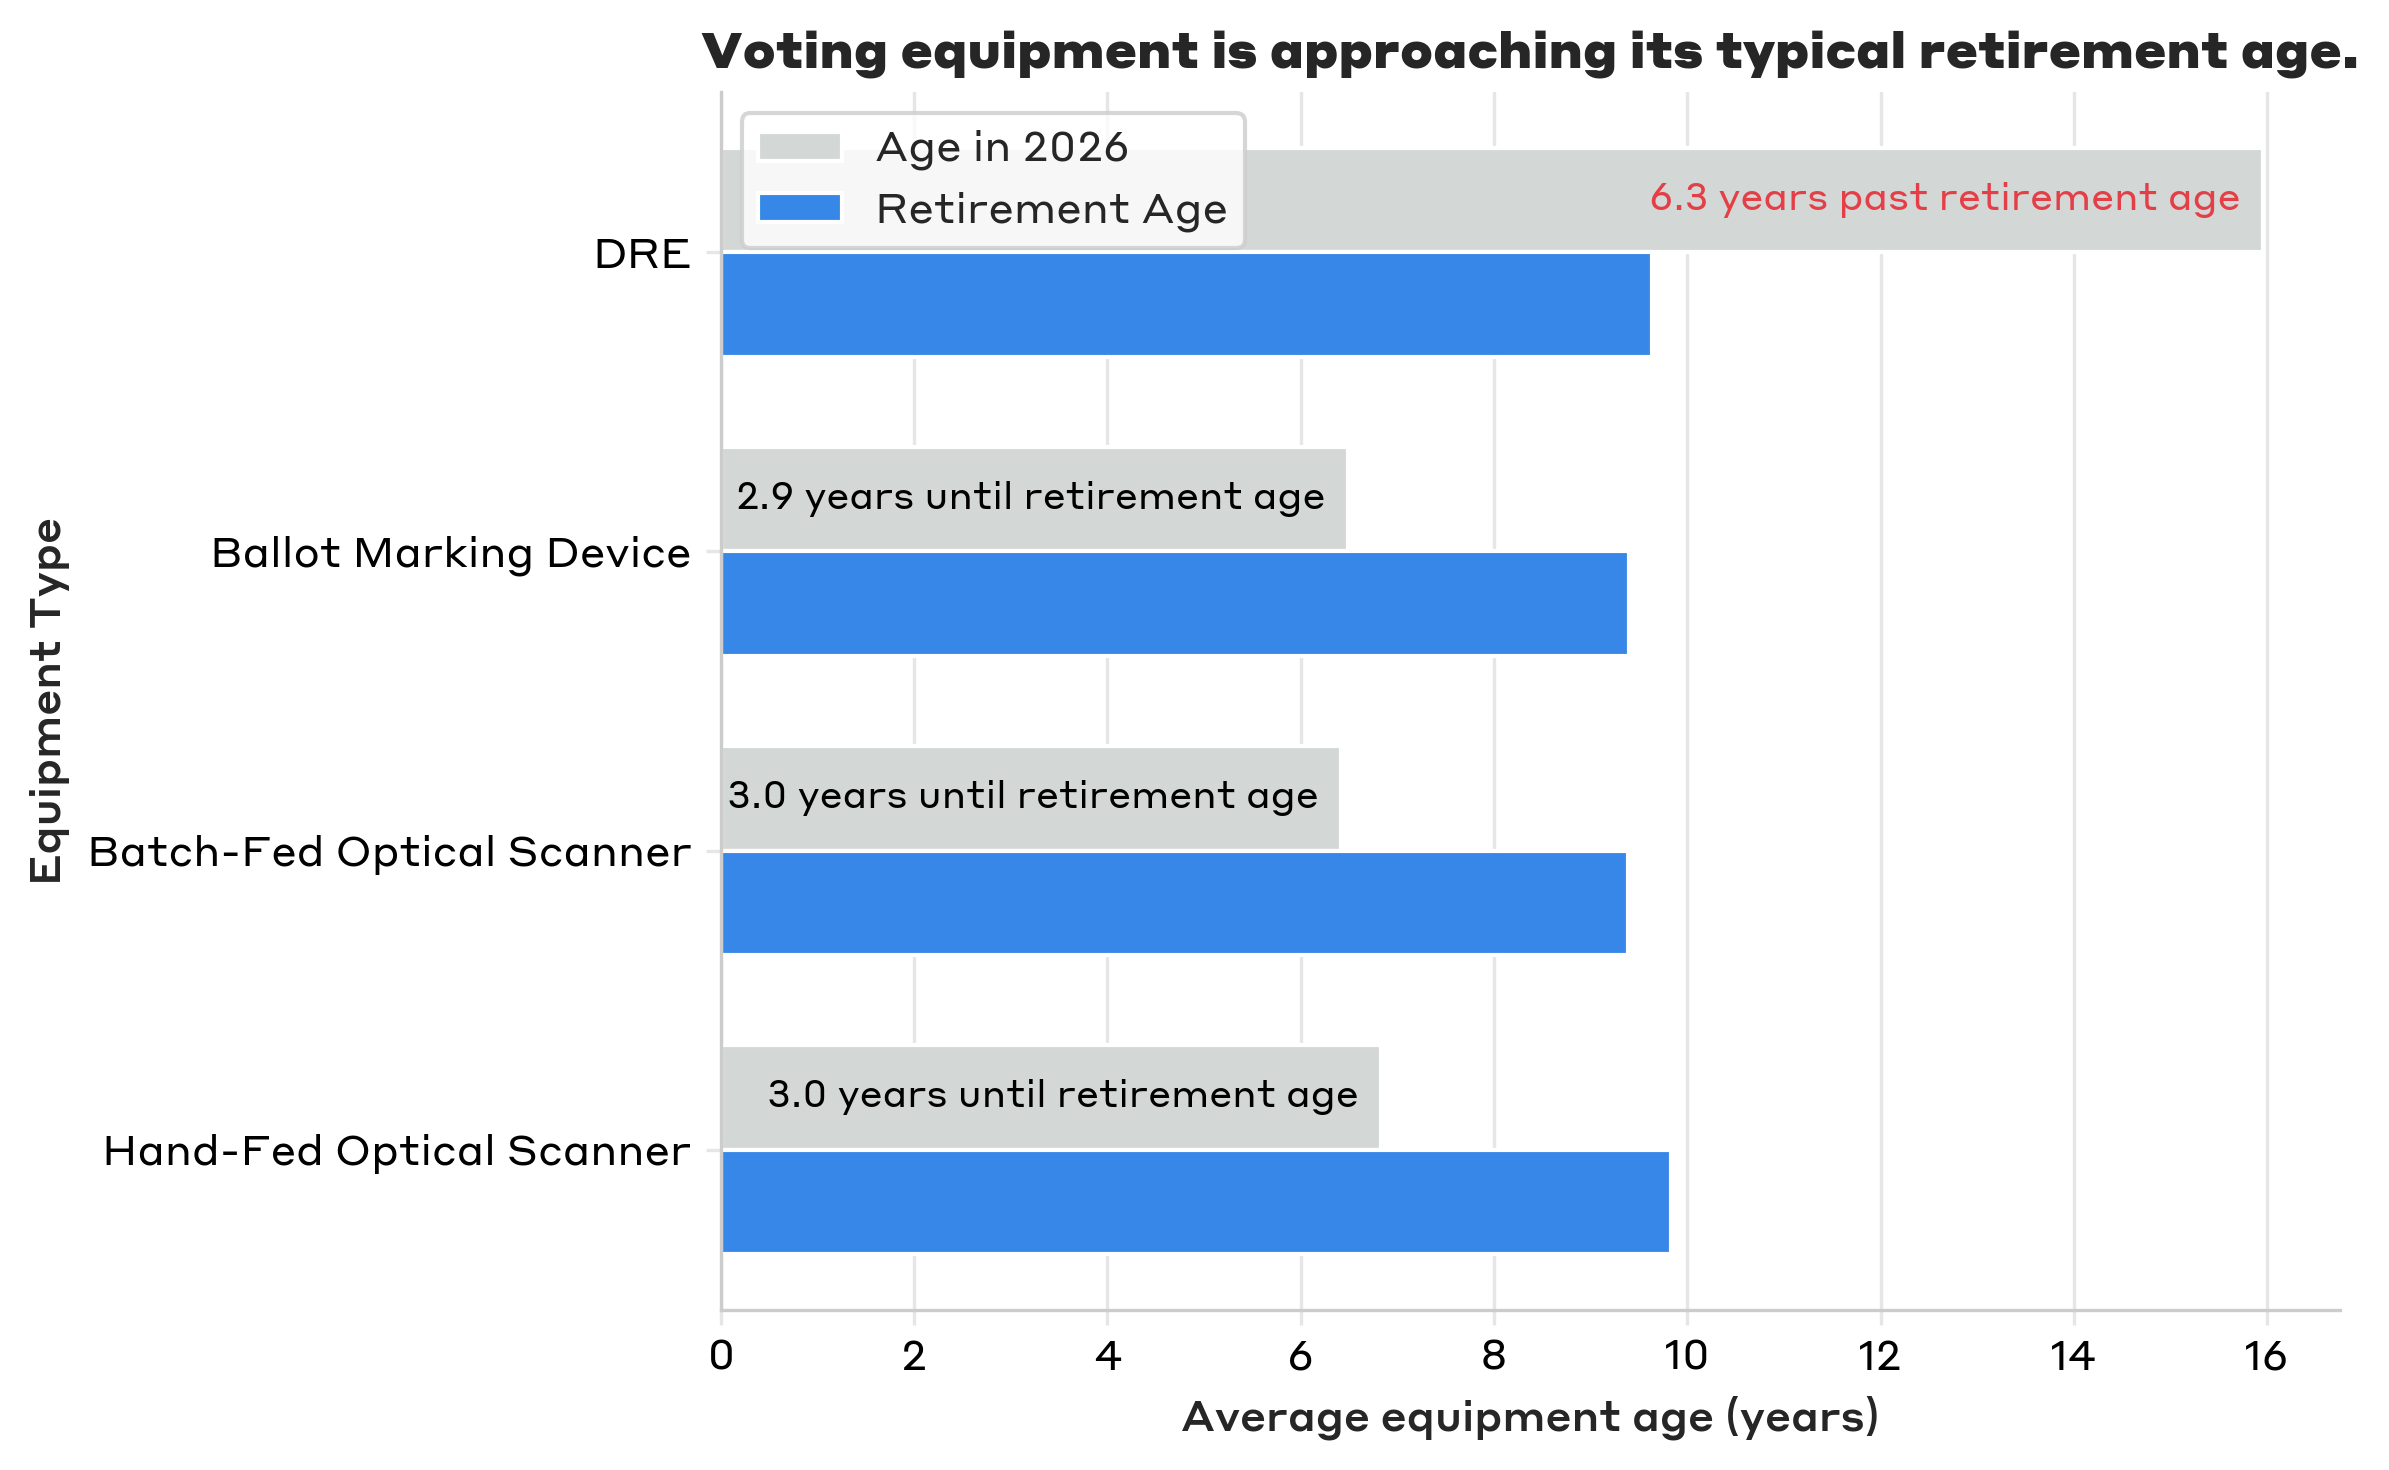 Voting equipment is approaching its typical retirement age.
Age in 2026
Retirement Age
6.3 years past retirement age
DRE
2.9 years until retirement age
Ballot Marking Device
3.0 years until retirement age
Batch-Fed Optical Scanner
3.0 years until retirement age
Hand-Fed Optical Scanner
Equipment Type
0 2 4 6 8 10 12 14 16
Average equipment age (years)